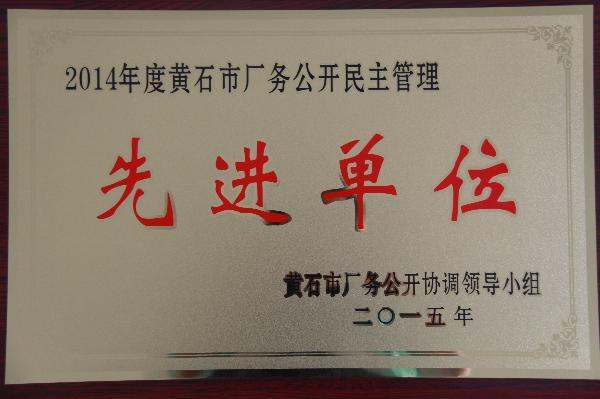 2014年度黄石市厂务公开民主管理
先进单位
黄石市厂务公开协调领导小组
二〇一五年